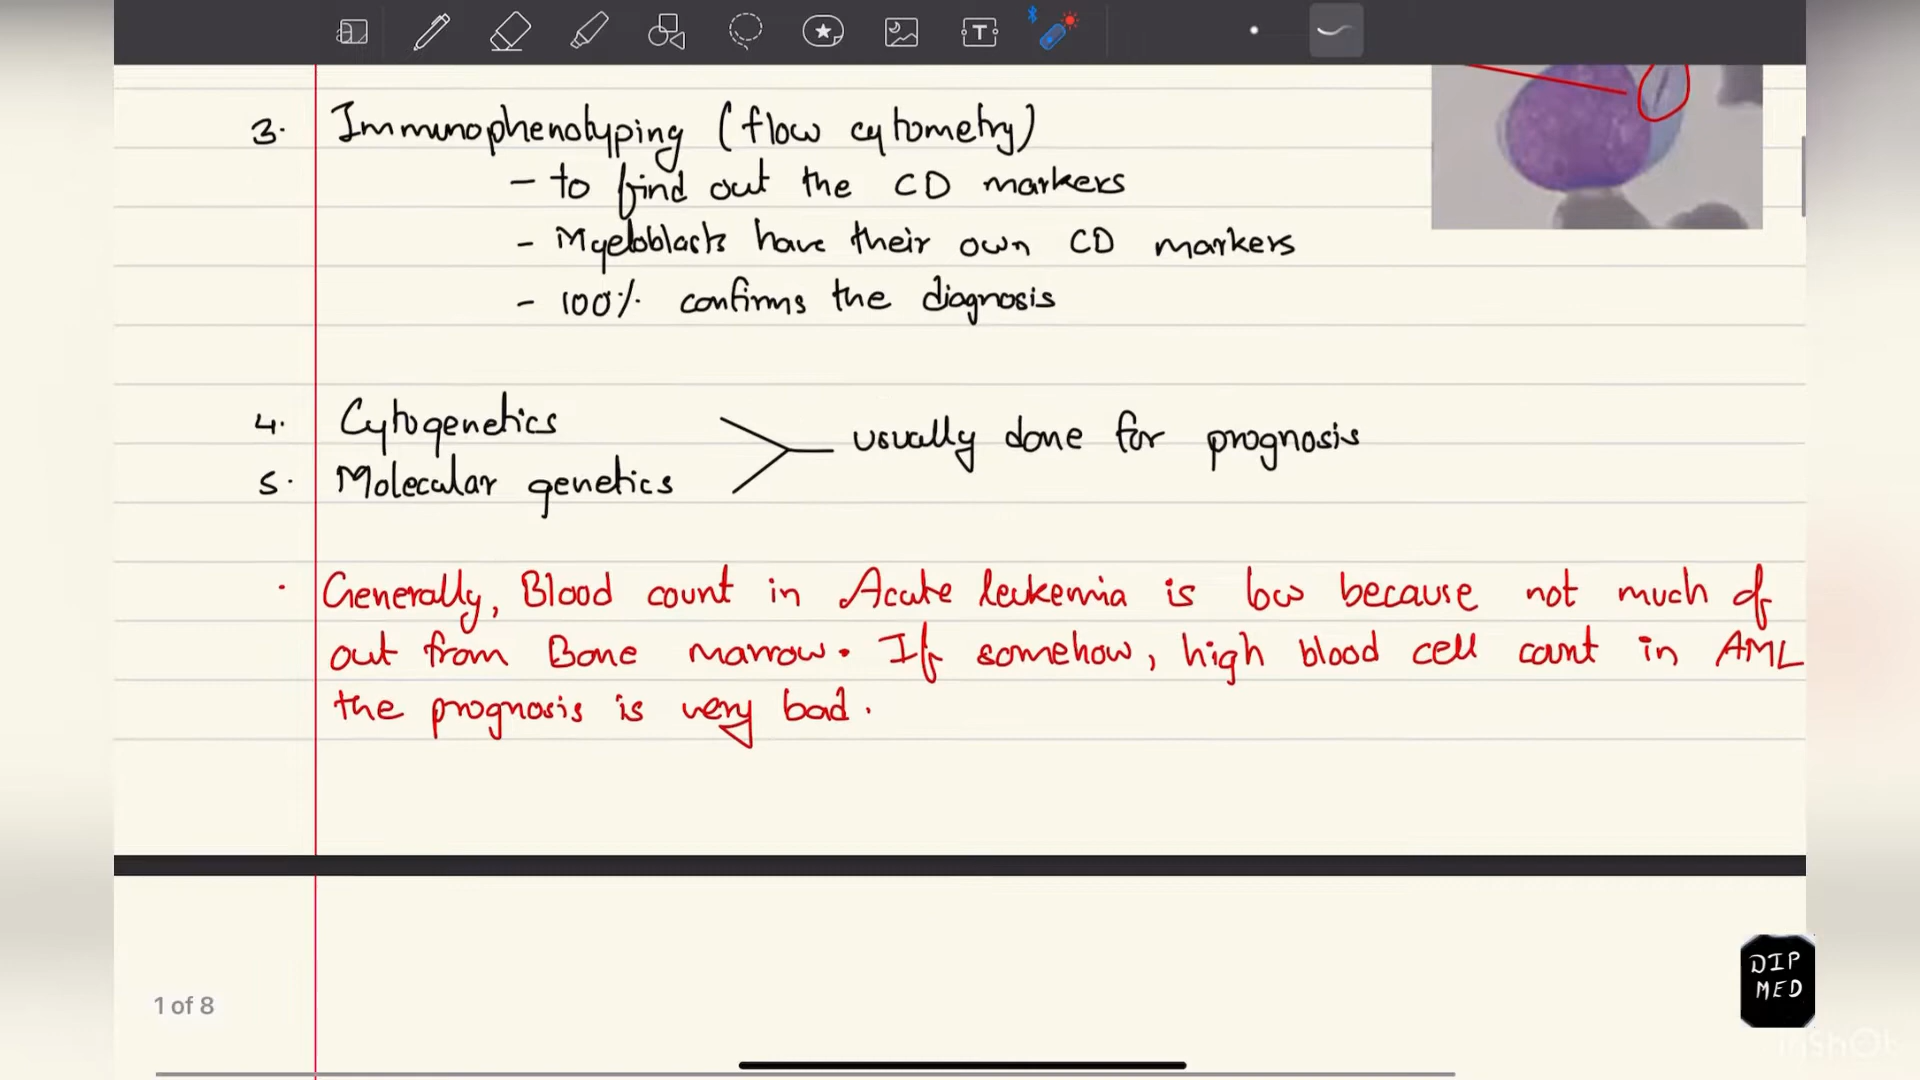 3. Immunophenotyping (flow cytometry)
- to find out the CD markers
- Myeloblasts have their own CD markers
- 100% confirms the diagnosis
4. Cytogenetics
usually done for prognosis
5. Molecular genetics
• Generally, Blood count in Acute leukemia is low because not much of
out from Bone marrow. If somehow, high blood cell count in AML
the prognosis is very bad.
DIP
MED
1 of 8
InShOt